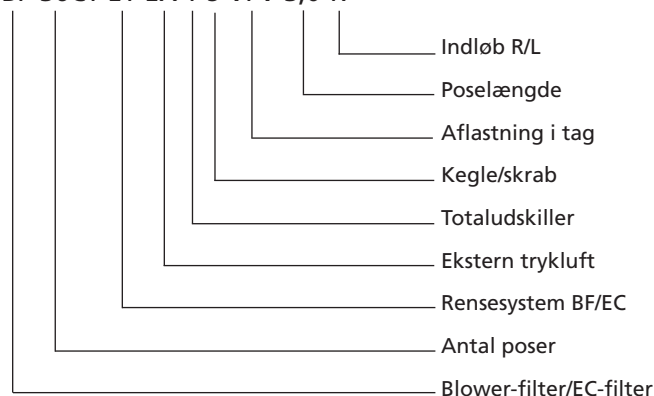 Indløb R/L
Poselængde
Aflastning i tag
Kegle/skrab
Totaludskiller
Ekstern trykluft
Rensesystem BF/EC
Antal poser
Blower-filter/EC-filter